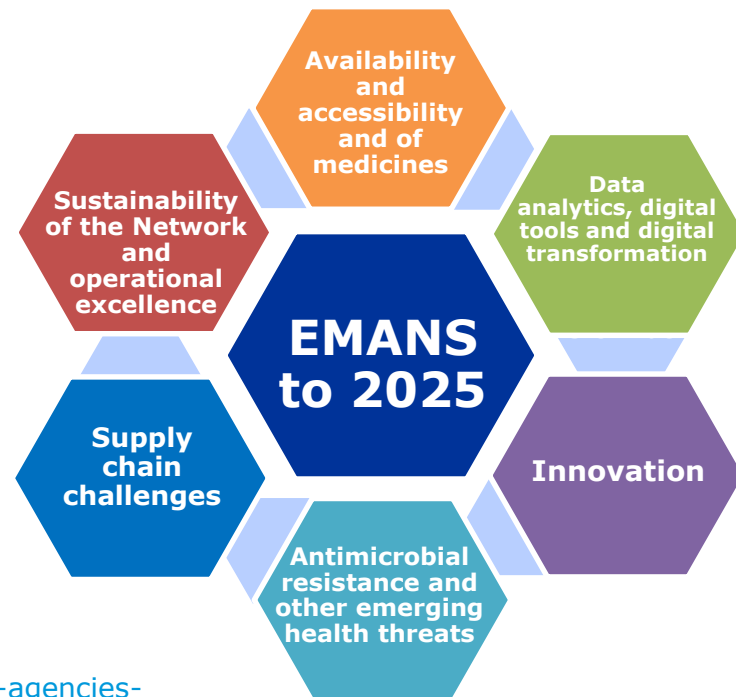 Availability
and
accessibility
and of
medicines
Data
analytics, digital
tools and digital
transformation
Sustainability
of the Network
and
operational
excellence
EMANS
to 2025
Supply
chain
challenges
Innovation
Antimicrobial
resistance and
other emerging
health threats
-agencies-